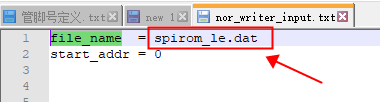 管脚号定义.txt new 1 nor_writer_input.txt
1 file_name = spirom_le.dat
2 start_addr = 0